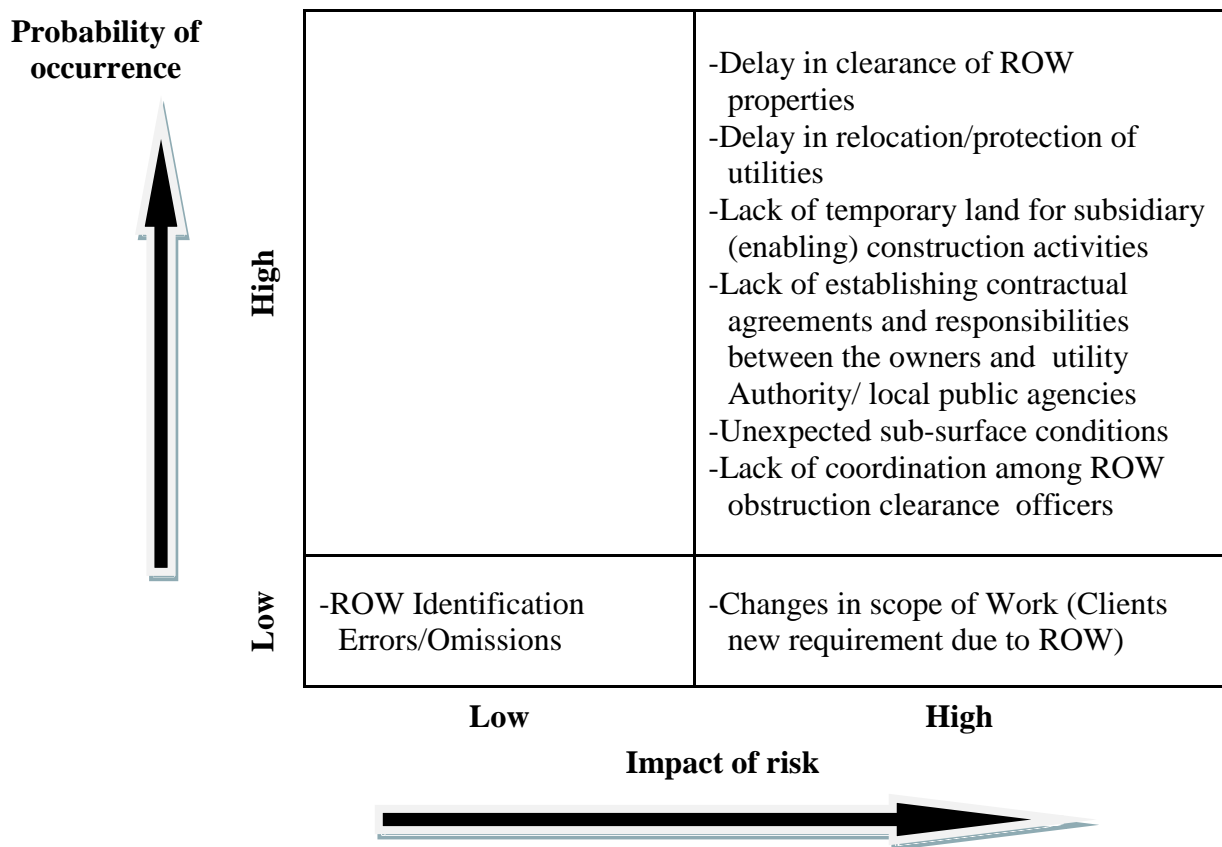 Probability of
occurrence
High
-Delay in clearance of ROW
properties
-Delay in relocation/protection of
utilities
-Lack of temporary land for subsidiary
(enabling) construction activities
-Lack of establishing contractual
agreements and responsibilities
between the owners and utility
Authority/ local public agencies
-Unexpected sub-surface conditions
-Lack of coordination among ROW
obstruction clearance officers
Low
-ROW Identification
Errors/Omissions
-Changes in scope of Work (Clients
new requirement due to ROW)
Low
High
Impact of risk